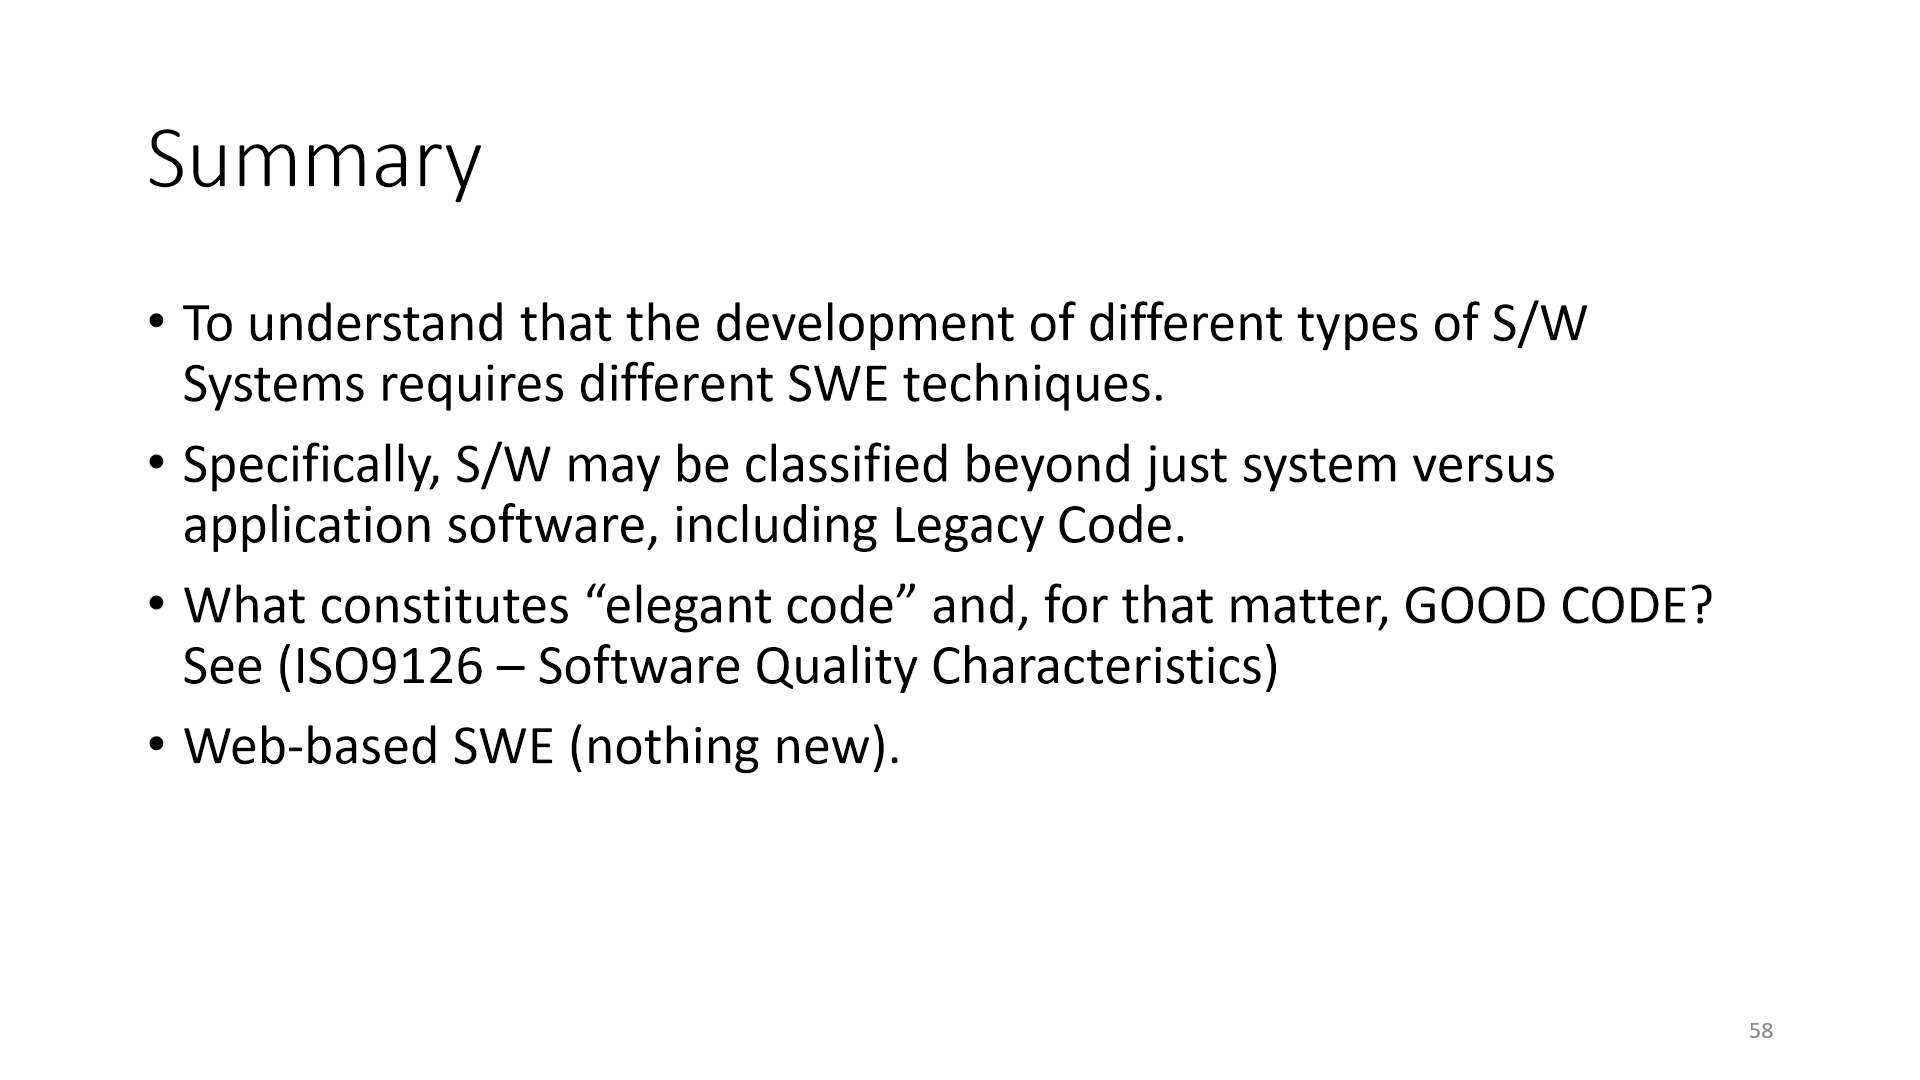 Summary
• To understand that the development of different types of S/W
Systems requires different SWE techniques.
• Specifically, S/W may be classified beyond just system versus
application software, including Legacy Code.
• What constitutes “elegant code” and, for that matter, GOOD CODE?
See (ISO9126 – Software Quality Characteristics)
• Web-based SWE (nothing new).
58